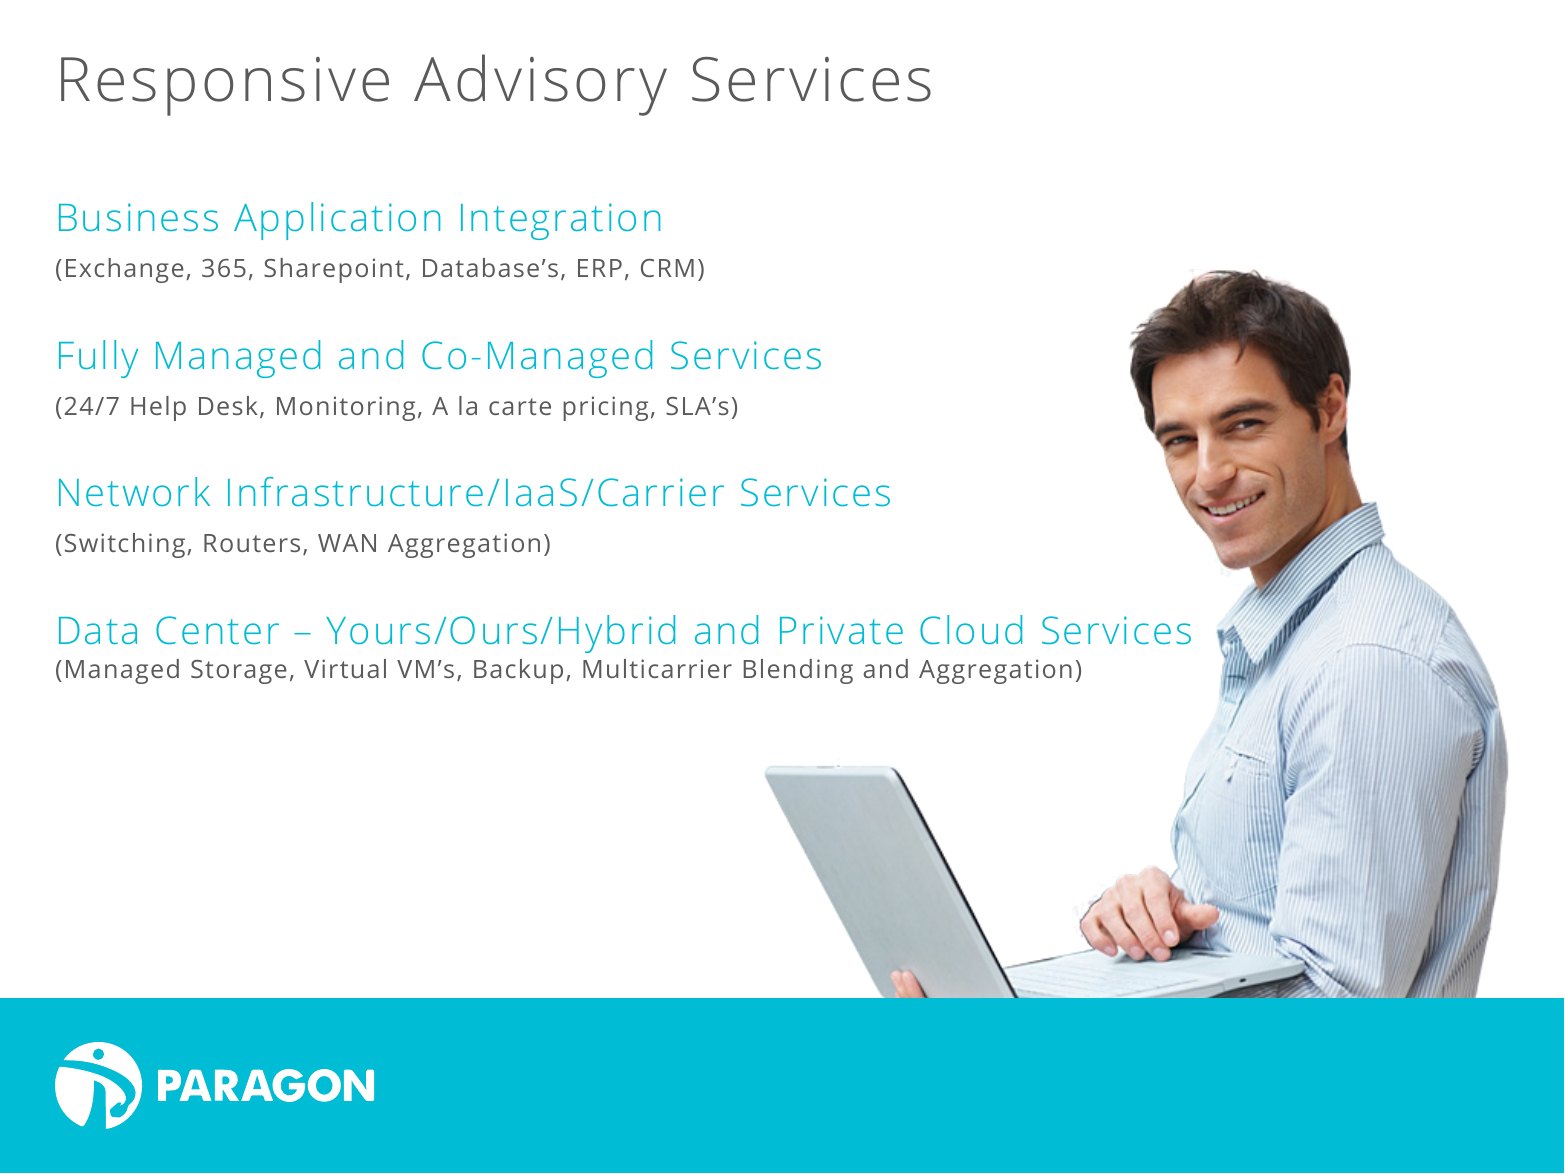 Responsive Advisory Services
Business Application Integration
(Exchange, 365, Sharepoint, Database’s, ERP, CRM)
Fully Managed and Co-Managed Services
(24/7 Help Desk, Monitoring, A la carte pricing, SLA’s)
Network Infrastructure/IaaS/Carrier Services
(Switching, Routers, WAN Aggregation)
Data Center – Yours/Ours/Hybrid and Private Cloud Services
(Managed Storage, Virtual VM’s, Backup, Multicarrier Blending and Aggregation)
PARAGON